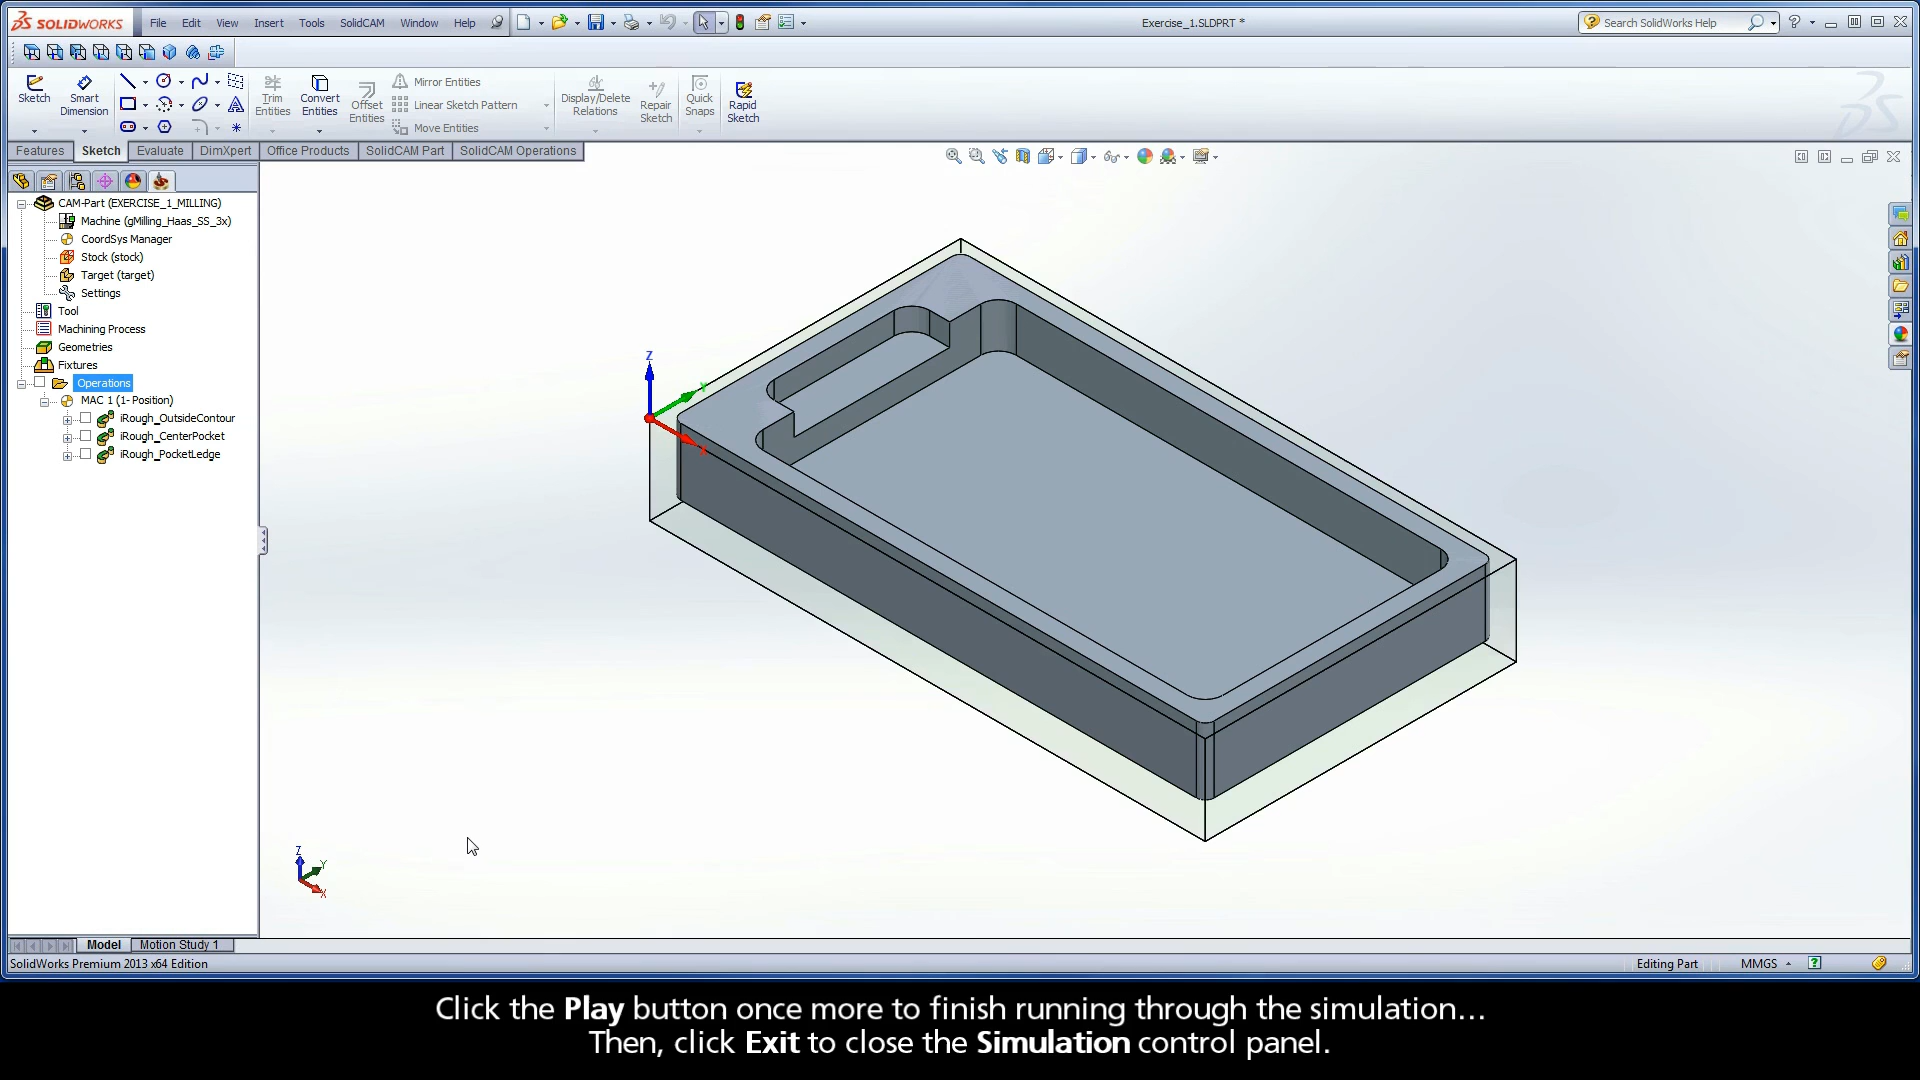 SOLIDWORKS File Edit View Insert Tools SolidCAM Window Help Exercise_1.SLDPRT * Search SolidWorks Help
Sketch
Smart
Dimension
Trim
Entities
Convert
Entities
Offset
Entities
Mirror Entities
Linear Sketch Pattern
Move Entities
Display/Delete
Relations
Repair
Sketch
Quick
Snaps
Rapid
Sketch
Features Sketch Evaluate DimXpert Office Products SolidCAM Part SolidCAM Operations
CAM-Part (EXERCISE_1_MILLING)
Machine (gMilling_Haas_SS_3x)
CoordSys Manager
Stock (stock)
Target (target)
Settings
Tool
Machining Process
Geometries
Fixtures
Operations
MAC 1 (1- Position)
iRough_OutsideContour
iRough_CenterPocket
iRough_PocketLedge
Z
Y
X
Z
Y
X
Model Motion Study 1
SolidWorks Premium 2013 x64 Edition Editing Part MMGS
Click the Play button once more to finish running through the simulation...
Then, click Exit to close the Simulation control panel.